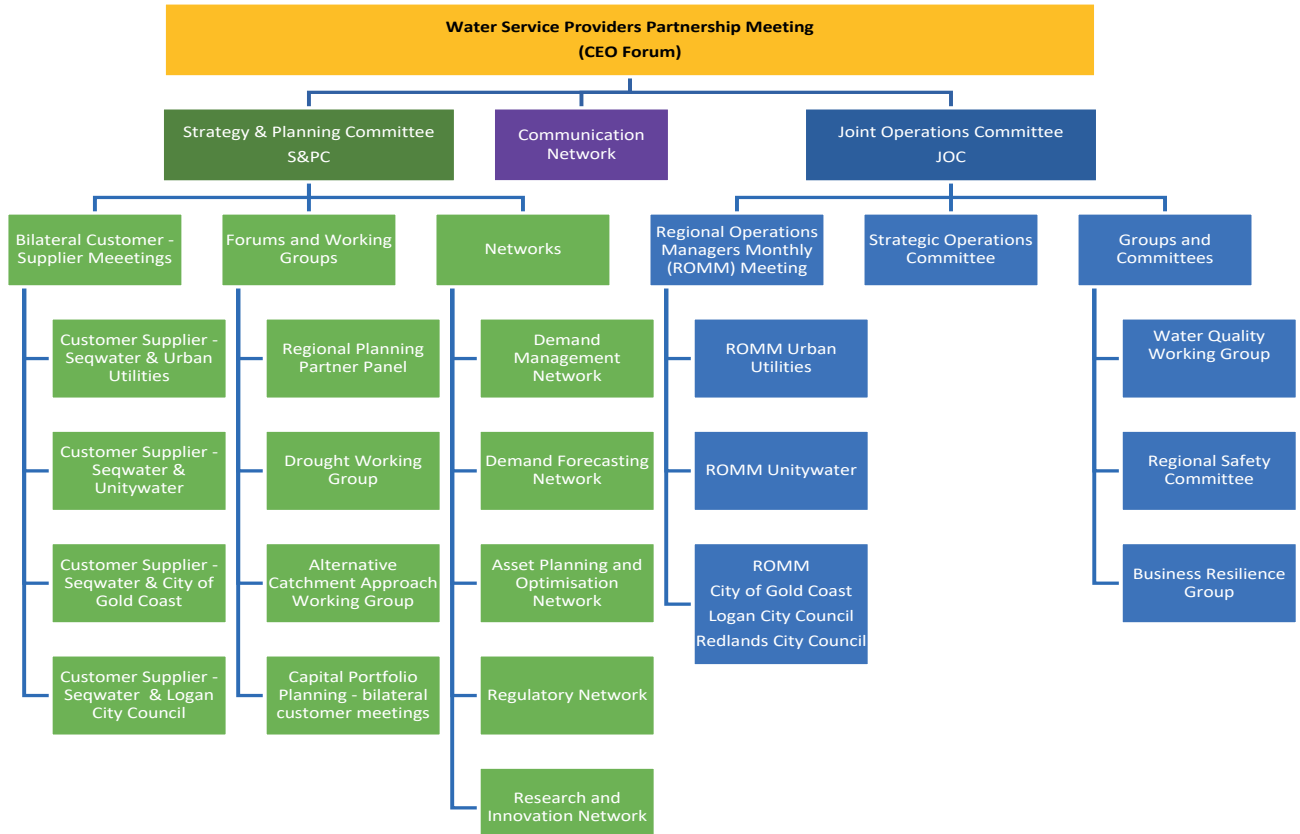 Water Service Providers Partnership Meeting
(CEO Forum)
Strategy & Planning Committee
S&PC
Communication
Network
Joint Operations Committee
JOC
Bilateral Customer -
Supplier Meeetings
Forums and Working
Groups
Networks
Regional Operations
Managers Monthly
(ROMM) Meeting
Strategic Operations
Committee
Groups and
Committees
Customer Supplier -
Seqwater & Urban
Utilities
Customer Supplier -
Seqwater &
Unitywater
Customer Supplier -
Seqwater & City of
Gold Coast
Customer Supplier -
Seqwater & Logan
City Council
Regional Planning
Partner Panel
Drought Working
Group
Alternative
Catchment Approach
Working Group
Capital Portfolio
Planning - bilateral
customer meetings
Demand
Management
Network
Demand Forecasting
Network
Asset Planning and
Optimisation
Network
Regulatory Network
Research and
Innovation Network
ROMM Urban
Utilities
ROMM Unitywater
ROMM
City of Gold Coast
Logan City Council
Redlands City Council
Water Quality
Working Group
Regional Safety
Committee
Business Resilience
Group